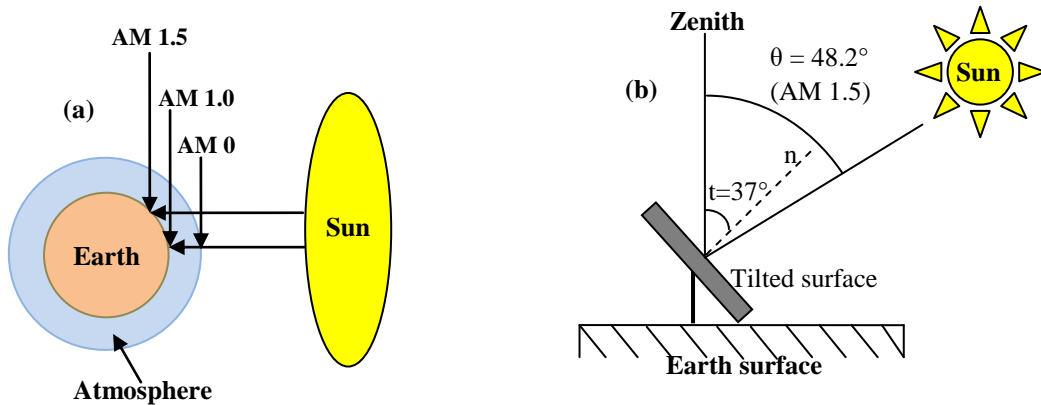 AM 1.5
(a)
AM 1.0
AM 0
Earth
Sun
Atmosphere
Zenith
(b)
θ = 48.2°
(AM 1.5)
Sun
n
t=37°
Tilted surface
Earth surface